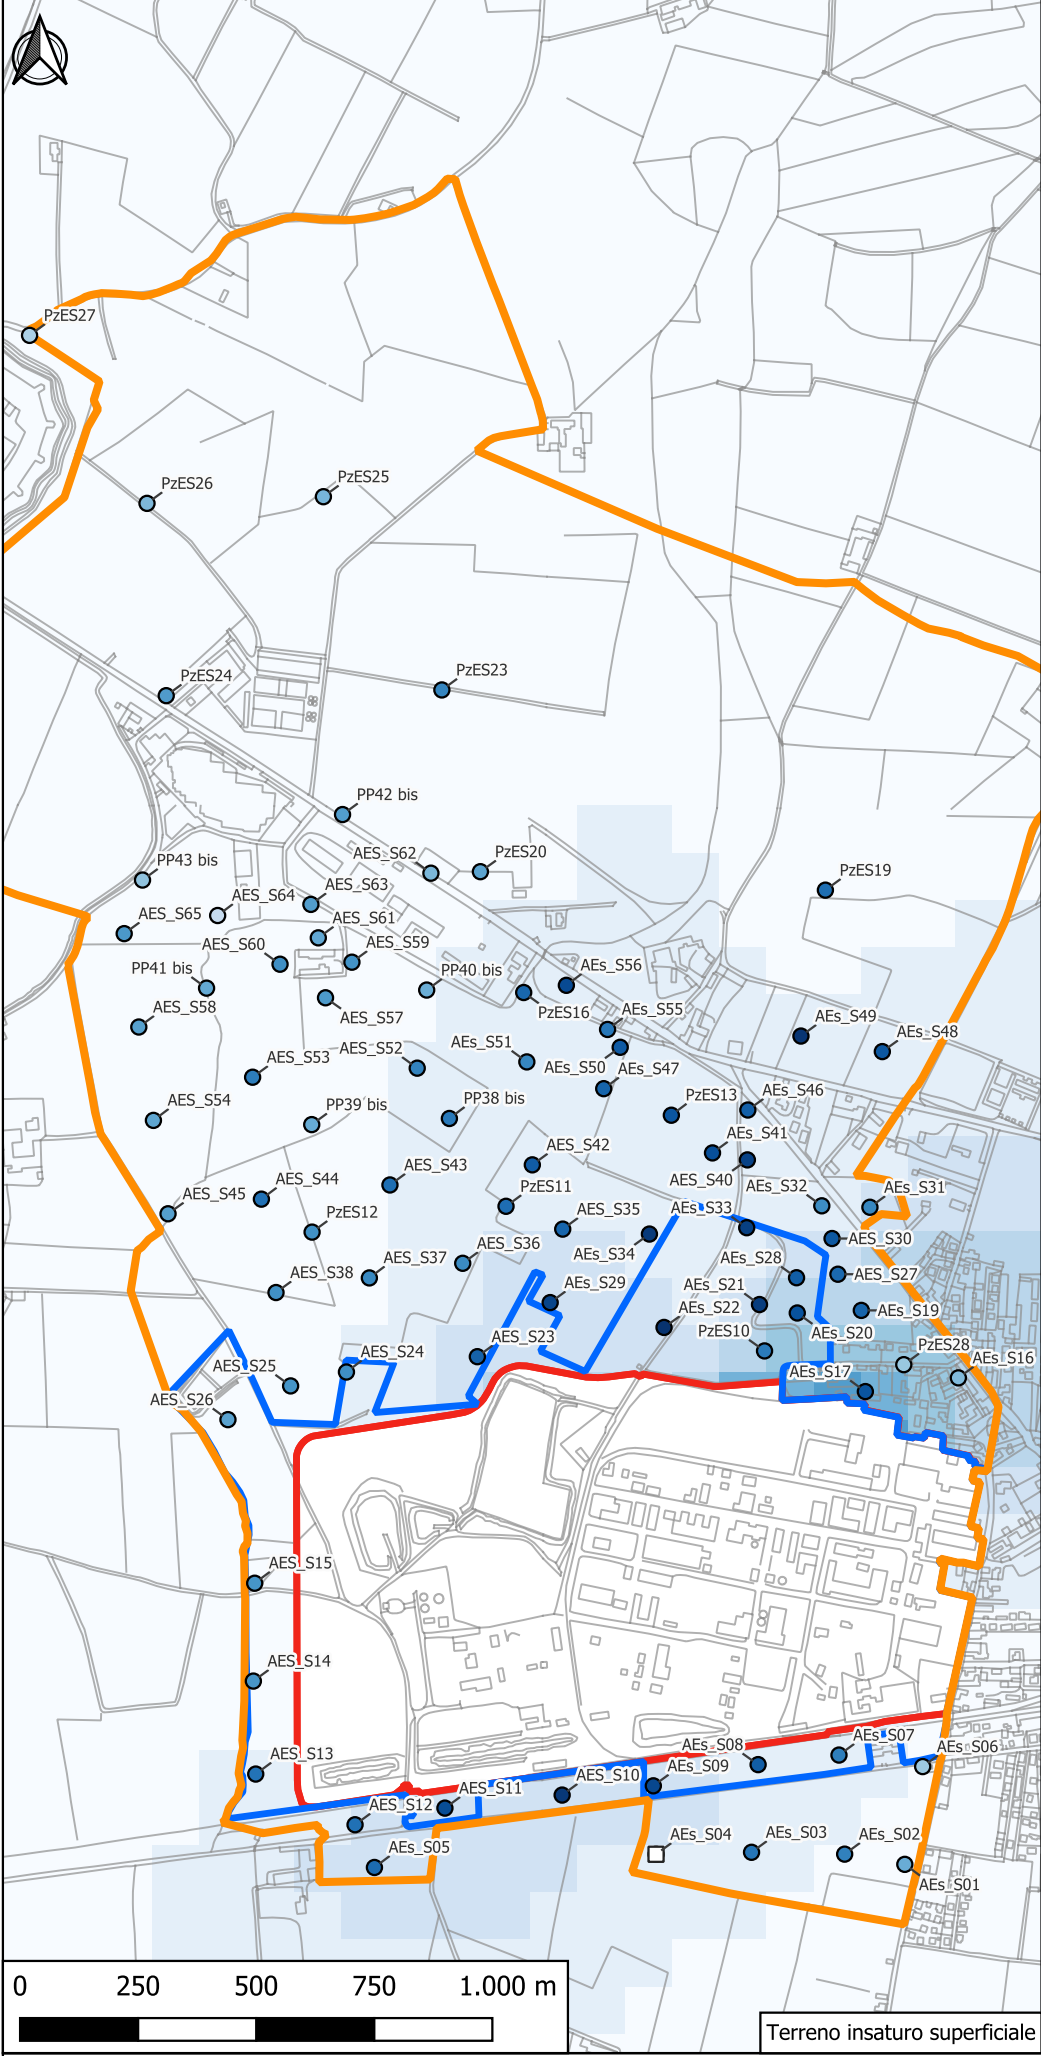 PzES27
PzES26
PzES25
PzES24
PzES23
PP42 bis
PP43 bis
AES_S62
PzES20
PzES19
AES_S64
AES_S63
AES_S65
AES_S61
AES_S60
AES_S59
PP41 bis
PP40 bis
AEs_S56
AES_S58
AES_S57
PzES16
AEs_S55
AEs_S49
AEs_S48
AES_S53
AES_S52
AEs_S51
AEs_S50
AEs_S47
AES_S54
PP39 bis
PP38 bis
PzES13
AEs_S46
AEs_S41
AES_S42
AES_S40
AES_S45
AES_S44
AES_S43
PzES11
AEs_S32
AEs_S31
PzES12
AES_S35
AEs_S33
AEs_S34
AEs_S30
AES_S38
AES_S37
AES_S36
AEs_S28
AEs_S27
AEs_S29
AEs_S21
AEs_S22
AEs_S19
AEs_S20
PzES10
AES_S23
AES_S24
AES_S25
PzES28
AEs_S16
AEs_S17
AES_S26
AES_S15
AES_S14
AES_S13
AEs_S08
AEs_S07
AEs_S06
AEs_S09
AES_S10
AES_S11
AES_S12
AEs_S05
AEs_S04
AEs_S03
AEs_S02
AEs_S01
0 250 500 750 1.000 m
Terreno insaturo superficiale